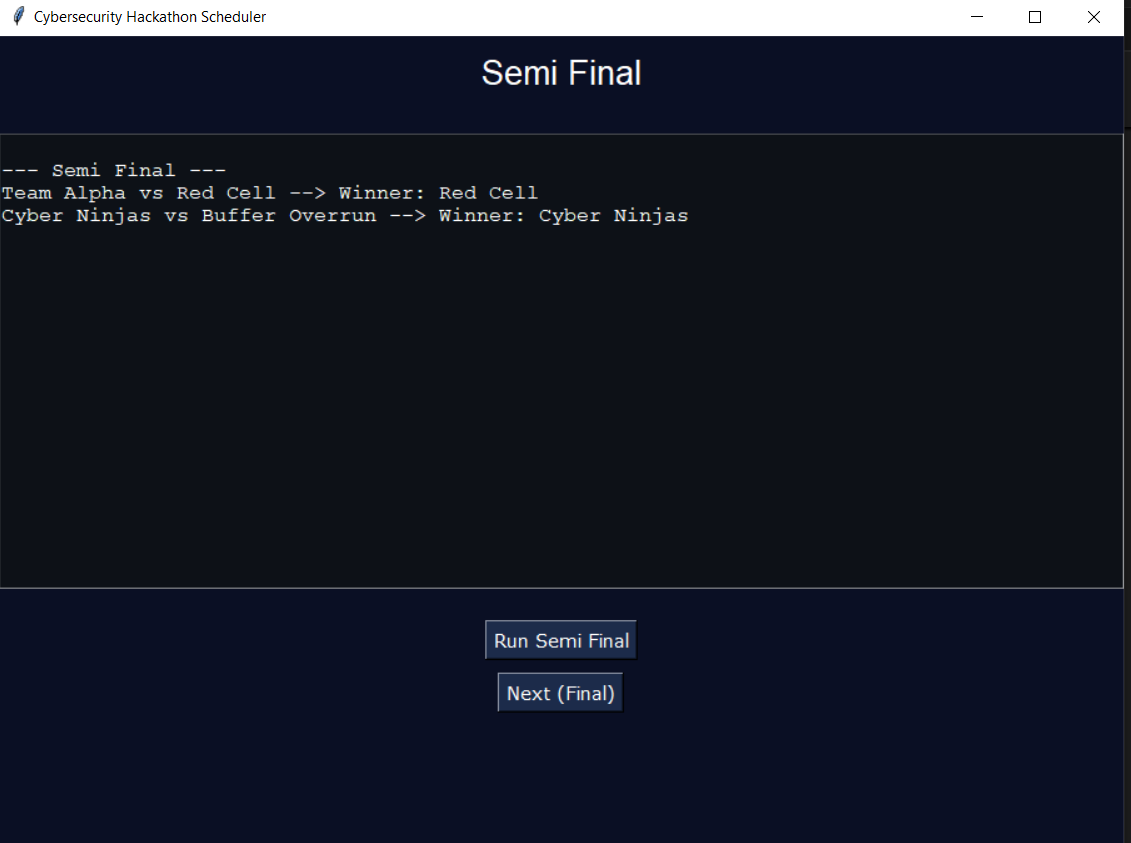 Cybersecurity Hackathon Scheduler
Semi Final
--- Semi Final ---
Team Alpha vs Red Cell --> Winner: Red Cell
Cyber Ninjas vs Buffer Overrun --> Winner: Cyber Ninjas
Run Semi Final
Next (Final)